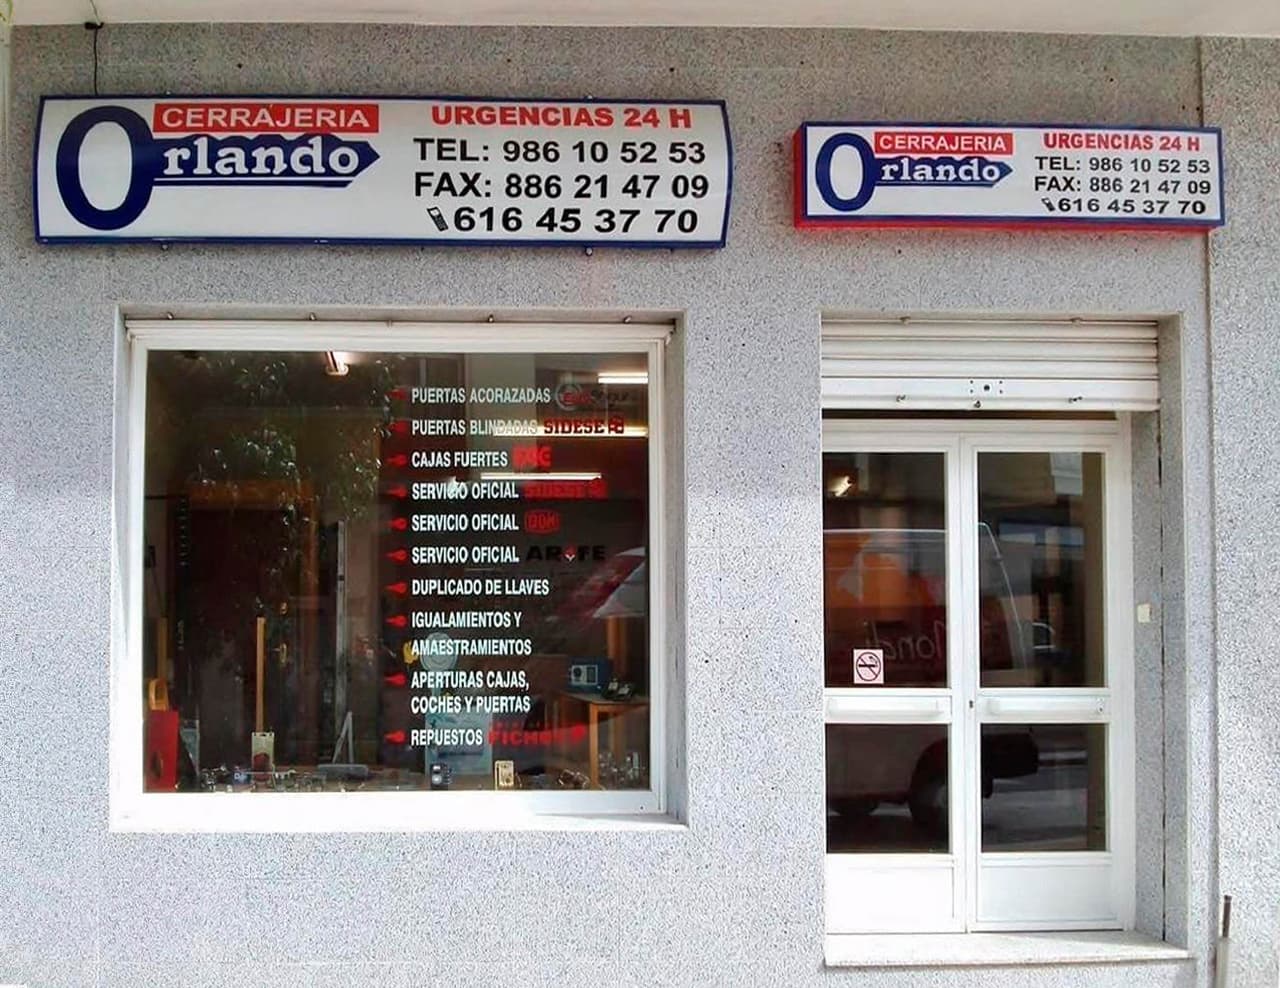 CERRAJERIA
Orlando
URGENCIAS 24 H
TEL: 986 10 52 53
FAX: 886 21 47 09
616 45 37 70
CERRAJERIA
Orlando
URGENCIAS 24 H
TEL: 986 10 52 53
FAX: 886 21 47 09
616 45 37 70
PUERTAS ACORAZADAS
PUERTAS BLINDADAS SIDESE
CAJAS FUERTES
SERVICIO OFICIAL SIDESE
SERVICIO OFICIAL DOM
SERVICIO OFICIAL
DUPLICADO DE LLAVES
IGUALAMIENTOS Y
AMAESTRAMIENTOS
APERTURAS CAJAS,
COCHES Y PUERTAS
REPUESTOS FICHET